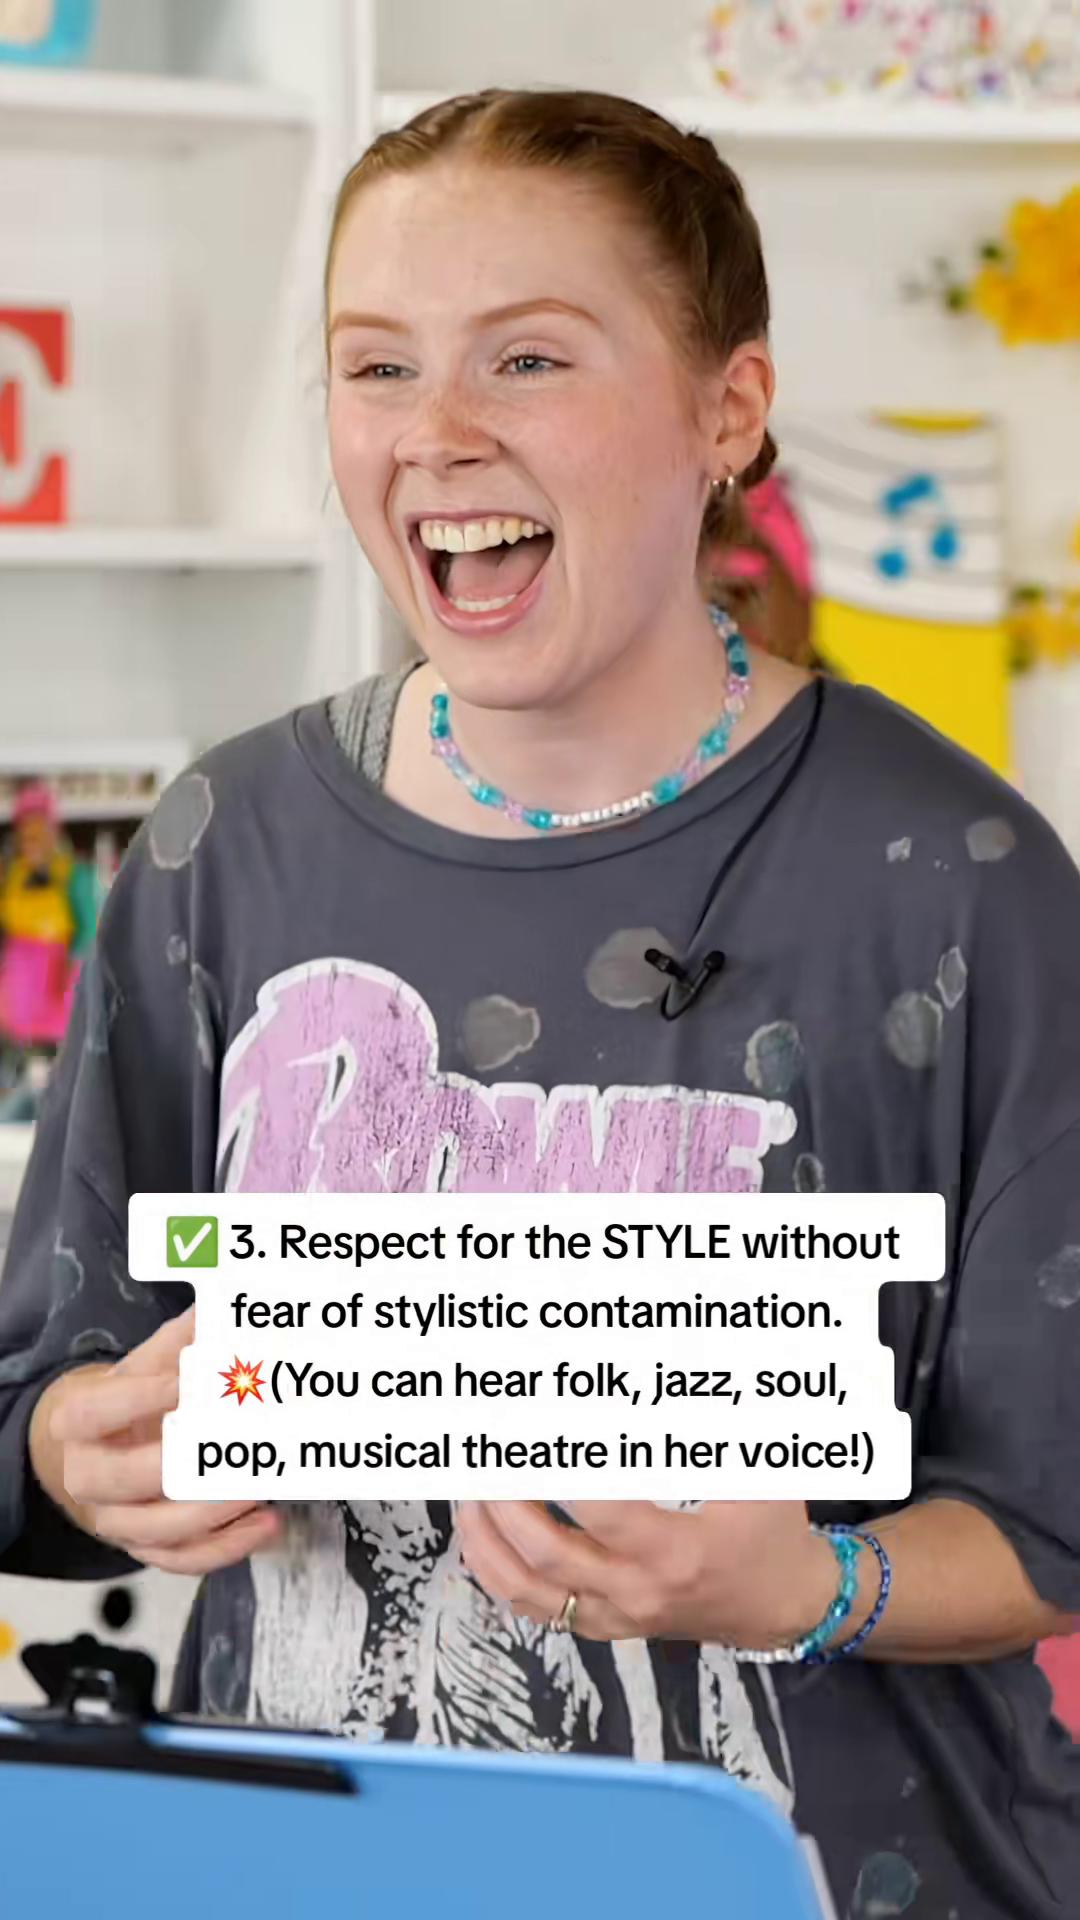 E
BOWIE
✅ 3. Respect for the STYLE without
fear of stylistic contamination.
💥(You can hear folk, jazz, soul,
pop, musical theatre in her voice!)